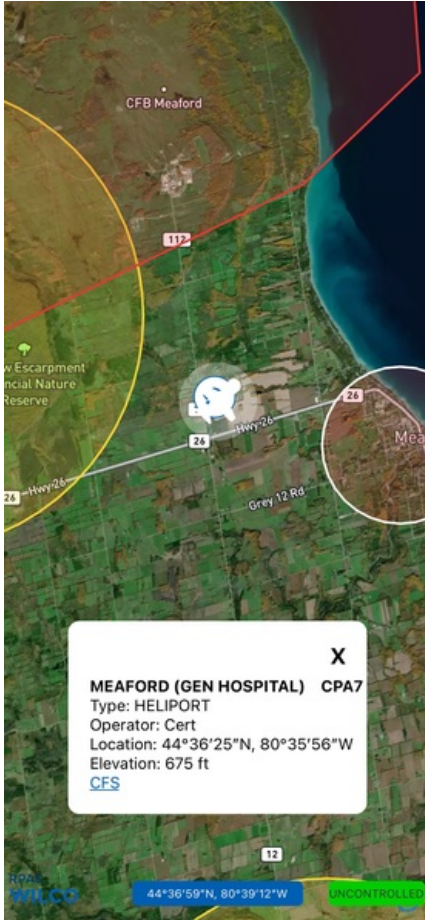 CFB Meaford
112
w Escarpment
ncial Nature
Reserve
26
26
Hwy-26
Mea
26
Hwy-26
Grey 12 Rd
X
MEAFORD (GEN HOSPITAL) CPA7
Type: HELIPORT
Operator: Cert
Location: 44°36'25"N, 80°35'56"W
Elevation: 675 ft
CFS
12
RPAS
WILCO
44°36'59"N, 80°39'12"W
UNCONTROLLED